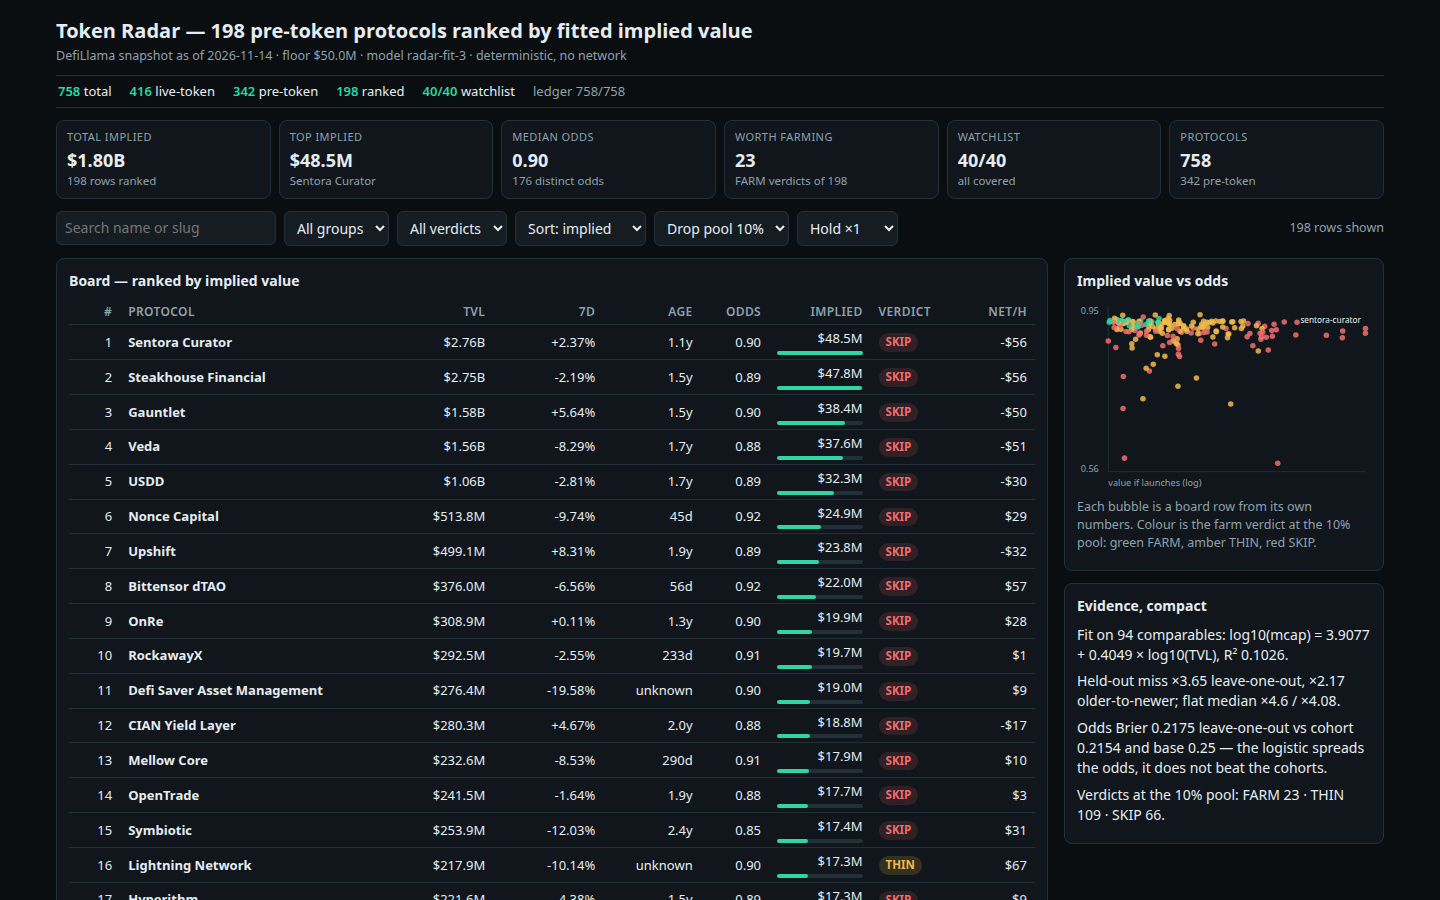 Token Radar — 198 pre-token protocols ranked by fitted implied value
DefiLlama snapshot as of 2026-11-14 · floor $50.0M · model radar-fit-3 · deterministic, no network
758 total 416 live-token 342 pre-token 198 ranked 40/40 watchlist ledger 758/758
TOTAL IMPLIED
$1.80B
198 rows ranked
TOP IMPLIED
$48.5M
Sentora Curator
MEDIAN ODDS
0.90
176 distinct odds
WORTH FARMING
23
FARM verdicts of 198
WATCHLIST
40/40
all covered
PROTOCOLS
758
342 pre-token
Search name or slug All groups All verdicts Sort: implied Drop pool 10% Hold ×1 198 rows shown
Board — ranked by implied value
# PROTOCOL TVL 7D AGE ODDS IMPLIED VERDICT NET/H
1 Sentora Curator $2.76B +2.37% 1.1y 0.90 $48.5M SKIP -$56
2 Steakhouse Financial $2.75B -2.19% 1.5y 0.89 $47.8M SKIP -$56
3 Gauntlet $1.58B +5.64% 1.5y 0.90 $38.4M SKIP -$50
4 Veda $1.56B -8.29% 1.7y 0.88 $37.6M SKIP -$51
5 USDD $1.06B -2.81% 1.7y 0.89 $32.3M SKIP -$30
6 Nonce Capital $513.8M -9.74% 45d 0.92 $24.9M SKIP $29
7 Upshift $499.1M +8.31% 1.9y 0.89 $23.8M SKIP -$32
8 Bittensor dTAO $376.0M -6.56% 56d 0.92 $22.0M SKIP $57
9 OnRe $308.9M +0.11% 1.3y 0.90 $19.9M SKIP $28
10 RockawayX $292.5M -2.55% 233d 0.91 $19.7M SKIP $1
11 Defi Saver Asset Management $276.4M -19.58% unknown 0.90 $19.0M SKIP $9
12 CIAN Yield Layer $280.3M +4.67% 2.0y 0.88 $18.8M SKIP -$17
13 Mellow Core $232.6M -8.53% 290d 0.91 $17.9M SKIP $10
14 OpenTrade $241.5M -1.64% 1.9y 0.88 $17.7M SKIP $3
15 Symbiotic $253.9M -12.03% 2.4y 0.85 $17.4M SKIP $31
16 Lightning Network $217.9M -10.14% unknown 0.90 $17.3M THIN $67
17 Hyperithm $221.6M 4.38% 1.5y 0.89 $17.3M SKIP $9
Implied value vs odds
0.95
sentora-curator
0.56
value if launches (log)
Each bubble is a board row from its own
numbers. Colour is the farm verdict at the 10%
pool: green FARM, amber THIN, red SKIP.
Evidence, compact
Fit on 94 comparables: log10(mcap) = 3.9077
+ 0.4049 × log10(TVL), R² 0.1026.
Held-out miss ×3.65 leave-one-out, ×2.17
older-to-newer; flat median ×4.6 / ×4.08.
Odds Brier 0.2175 leave-one-out vs cohort
0.2154 and base 0.25 — the logistic spreads
the odds, it does not beat the cohorts.
Verdicts at the 10% pool: FARM 23 · THIN
109 · SKIP 66.